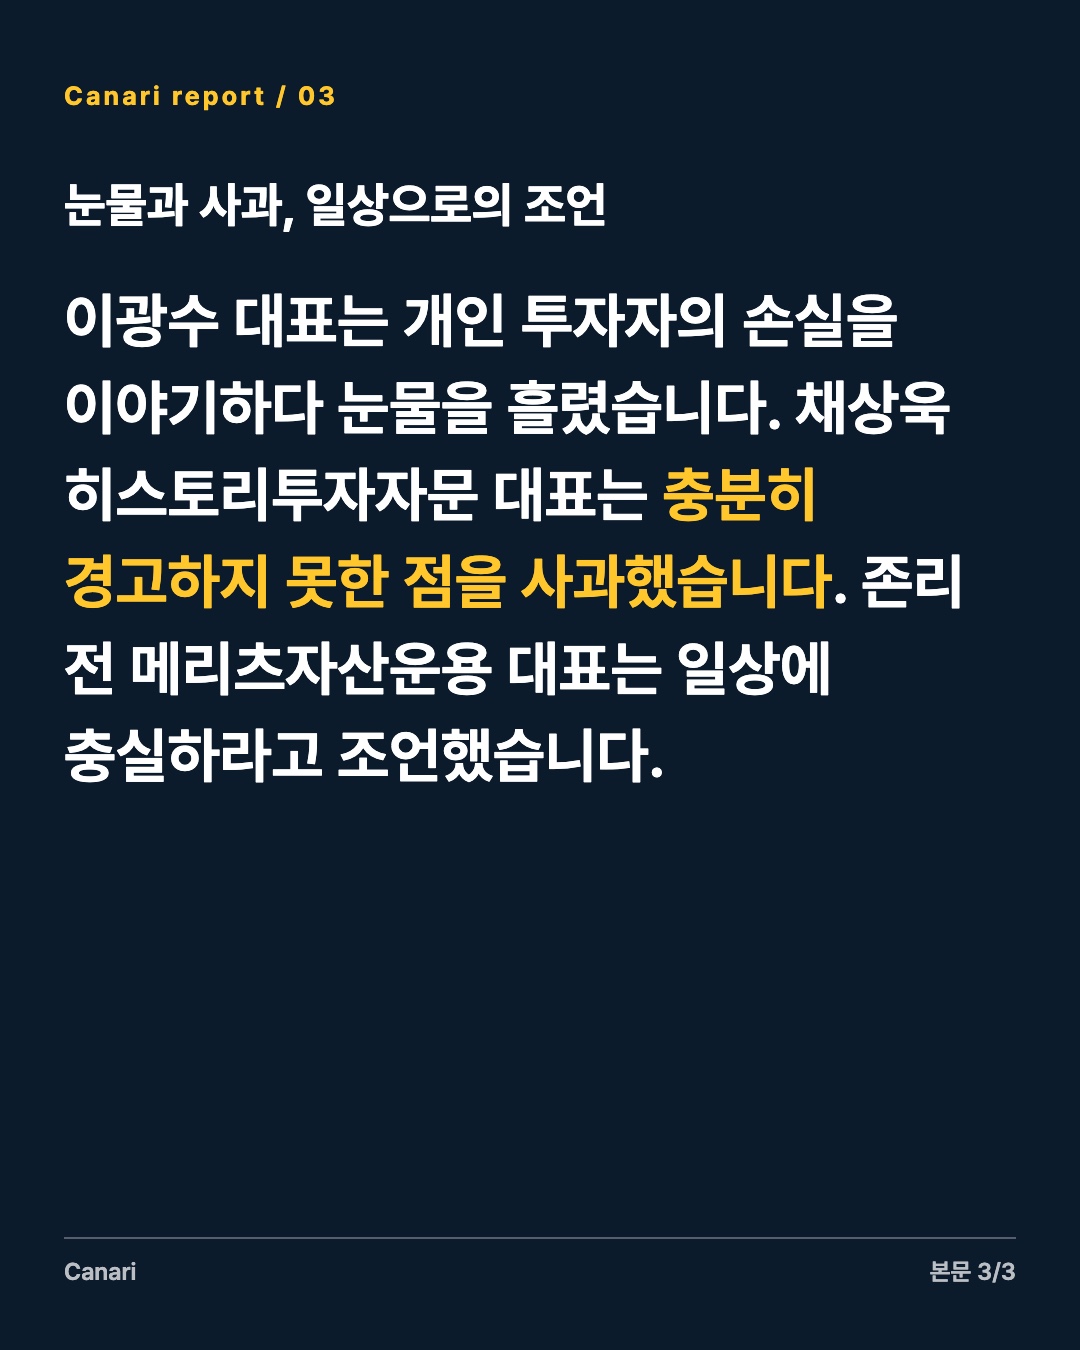 Canari report / 03
눈물과 사과, 일상으로의 조언
이광수 대표는 개인 투자자의 손실을
이야기하다 눈물을 흘렸습니다. 채상욱
히스토리투자자문 대표는 충분히
경고하지 못한 점을 사과했습니다. 존리
전 메리츠자산운용 대표는 일상에
충실하라고 조언했습니다.
Canari
본문 3/3